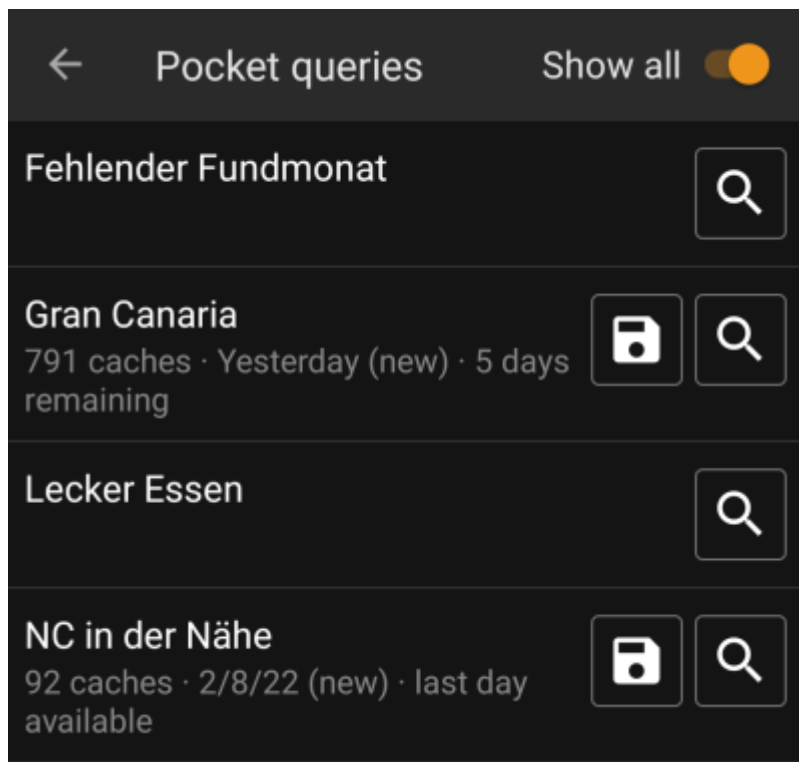 Pocket queries Show all
Fehlender Fundmonat
Gran Canaria
791 caches · Yesterday (new) · 5 days
remaining
Lecker Essen
NC in der Nähe
92 caches · 2/8/22 (new) · last day
available